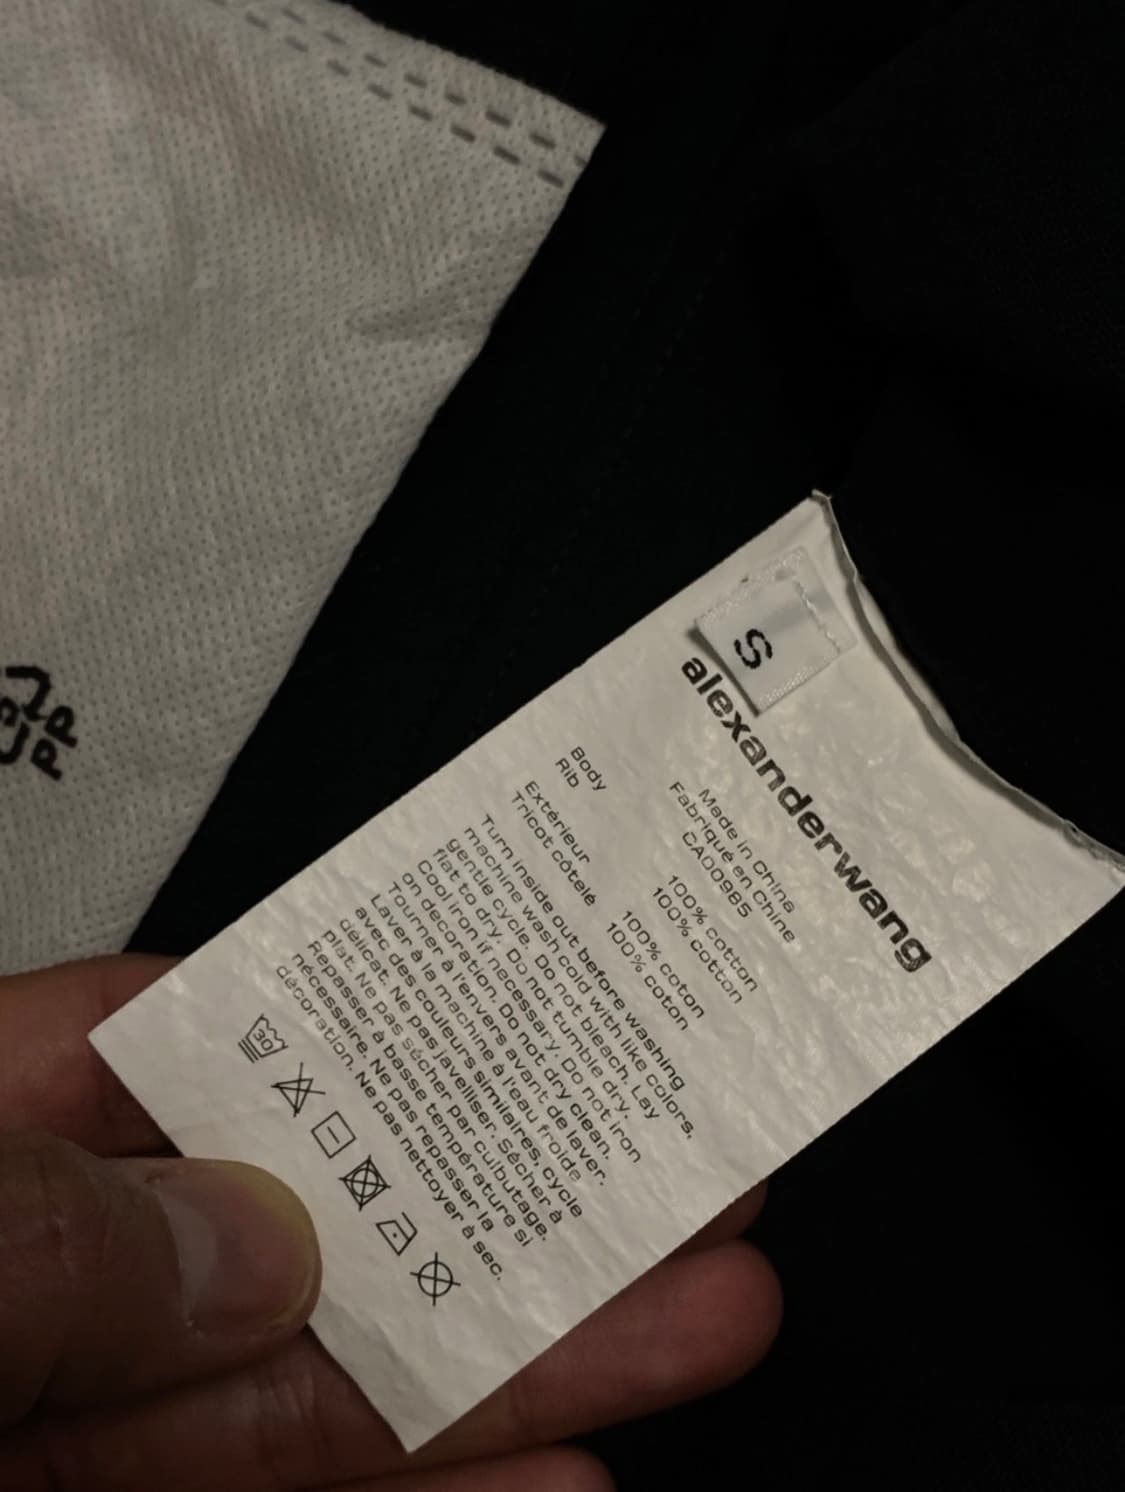 S
alexanderwang
Made in China
Fabriqué en Chine
CA00985
Body 100% cotton
Rib 100% cotton
Extérieur 100% coton
Tricot côtelé 100% coton
Turn inside out before washing
machine wash cold with like colors,
gentle cycle. Do not bleach. Lay
flat to dry. Do not tumble dry.
Cool iron if necessary. Do not iron
on decoration. Do not dry clean.
Tourner à l'envers avant de laver.
Laver à la machine à l'eau froide
avec des couleurs similaires, cycle
délicat. Ne pas javelliser. Sécher à
plat. Ne pas sécher par culbutage.
Repasser à basse température si
nécessaire. Ne pas repasser la
décoration. Ne pas nettoyer à sec.
30
PP